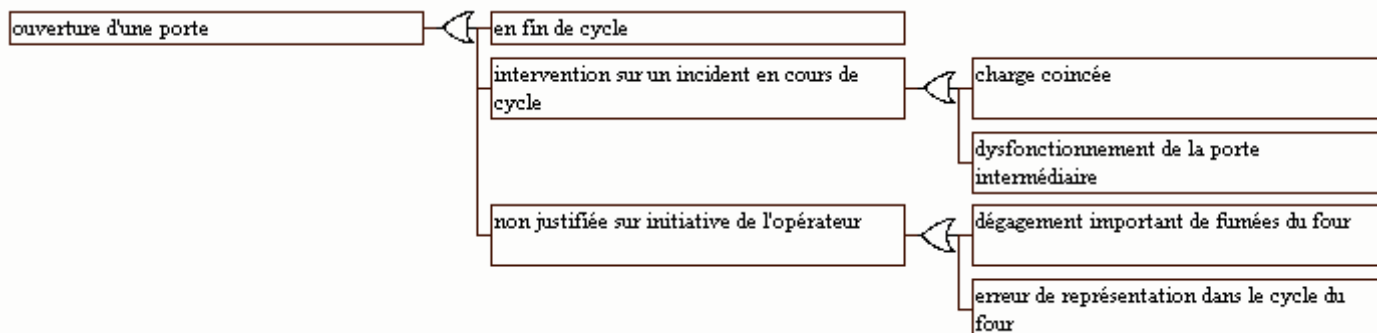 ouverture d'une porte
en fin de cycle
intervention sur un incident en cours de
cycle
charge coincée
dysfonctionnement de la porte
intermédiaire
non justifiée sur initiative de l'opérateur
dégagement important de fumées du four
erreur de représentation dans le cycle du
four